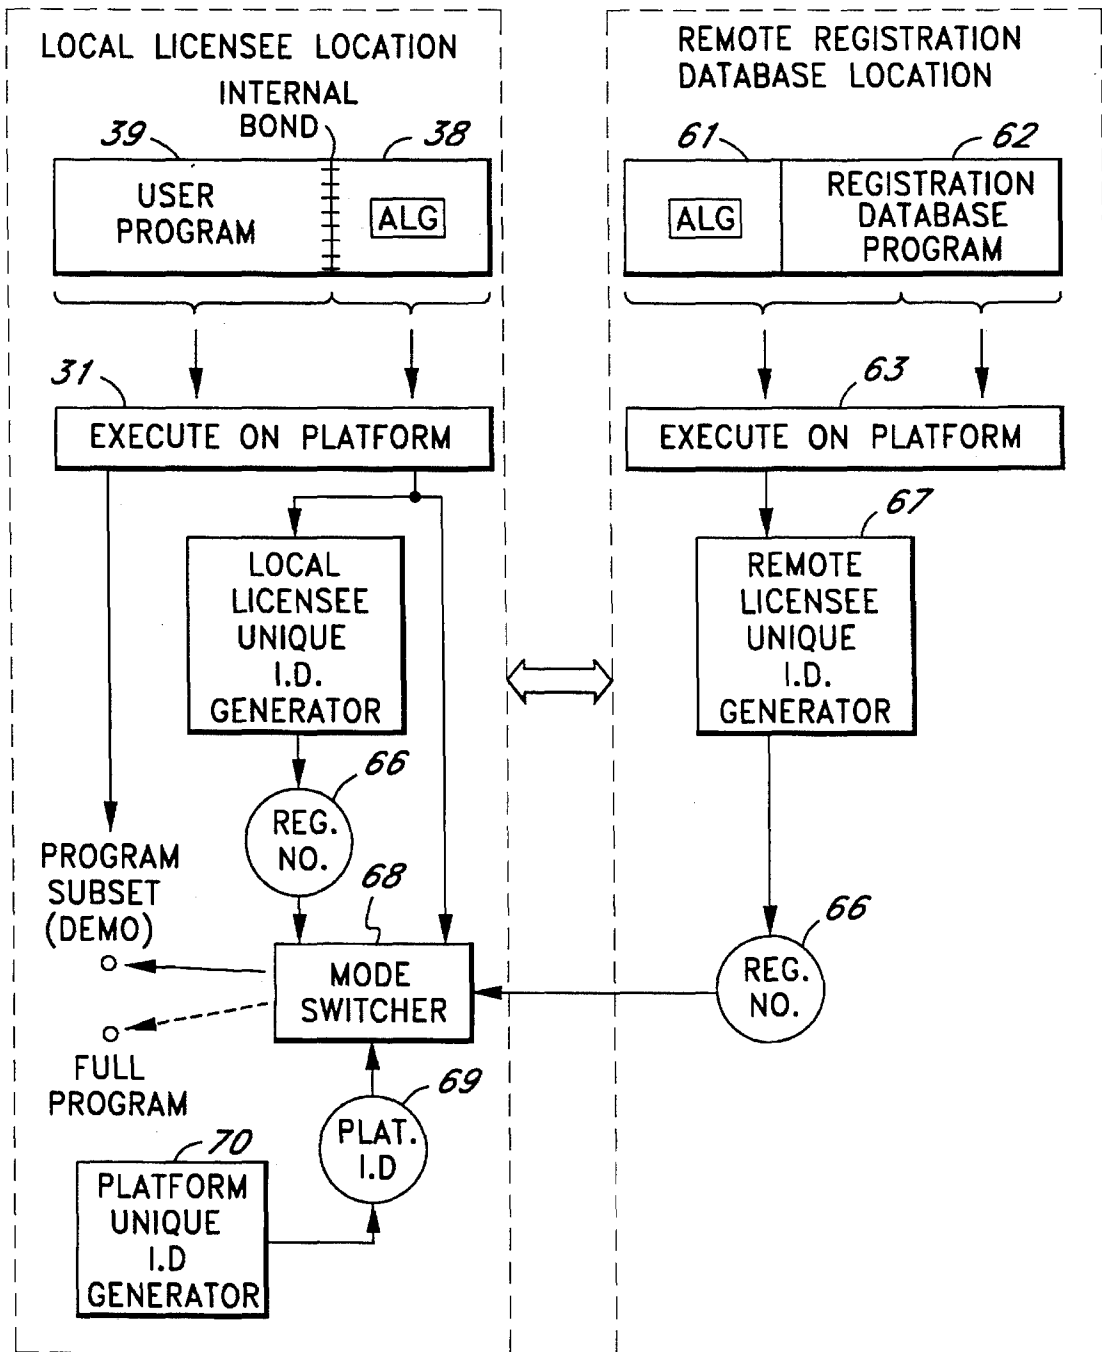 LOCAL LICENSEE LOCATION
INTERNAL
BOND
39
38
USER
PROGRAM
ALG
31
EXECUTE ON PLATFORM
LOCAL
LICENSEE
UNIQUE
I.D.
GENERATOR
66
REG.
NO.
PROGRAM
SUBSET
(DEMO)
68
MODE
SWITCHER
FULL
PROGRAM
69
PLAT.
I.D
70
PLATFORM
UNIQUE
I.D
GENERATOR
REMOTE REGISTRATION
DATABASE LOCATION
61
62
ALG
REGISTRATION
DATABASE
PROGRAM
63
EXECUTE ON PLATFORM
67
REMOTE
LICENSEE
UNIQUE
I.D.
GENERATOR
66
REG.
NO.